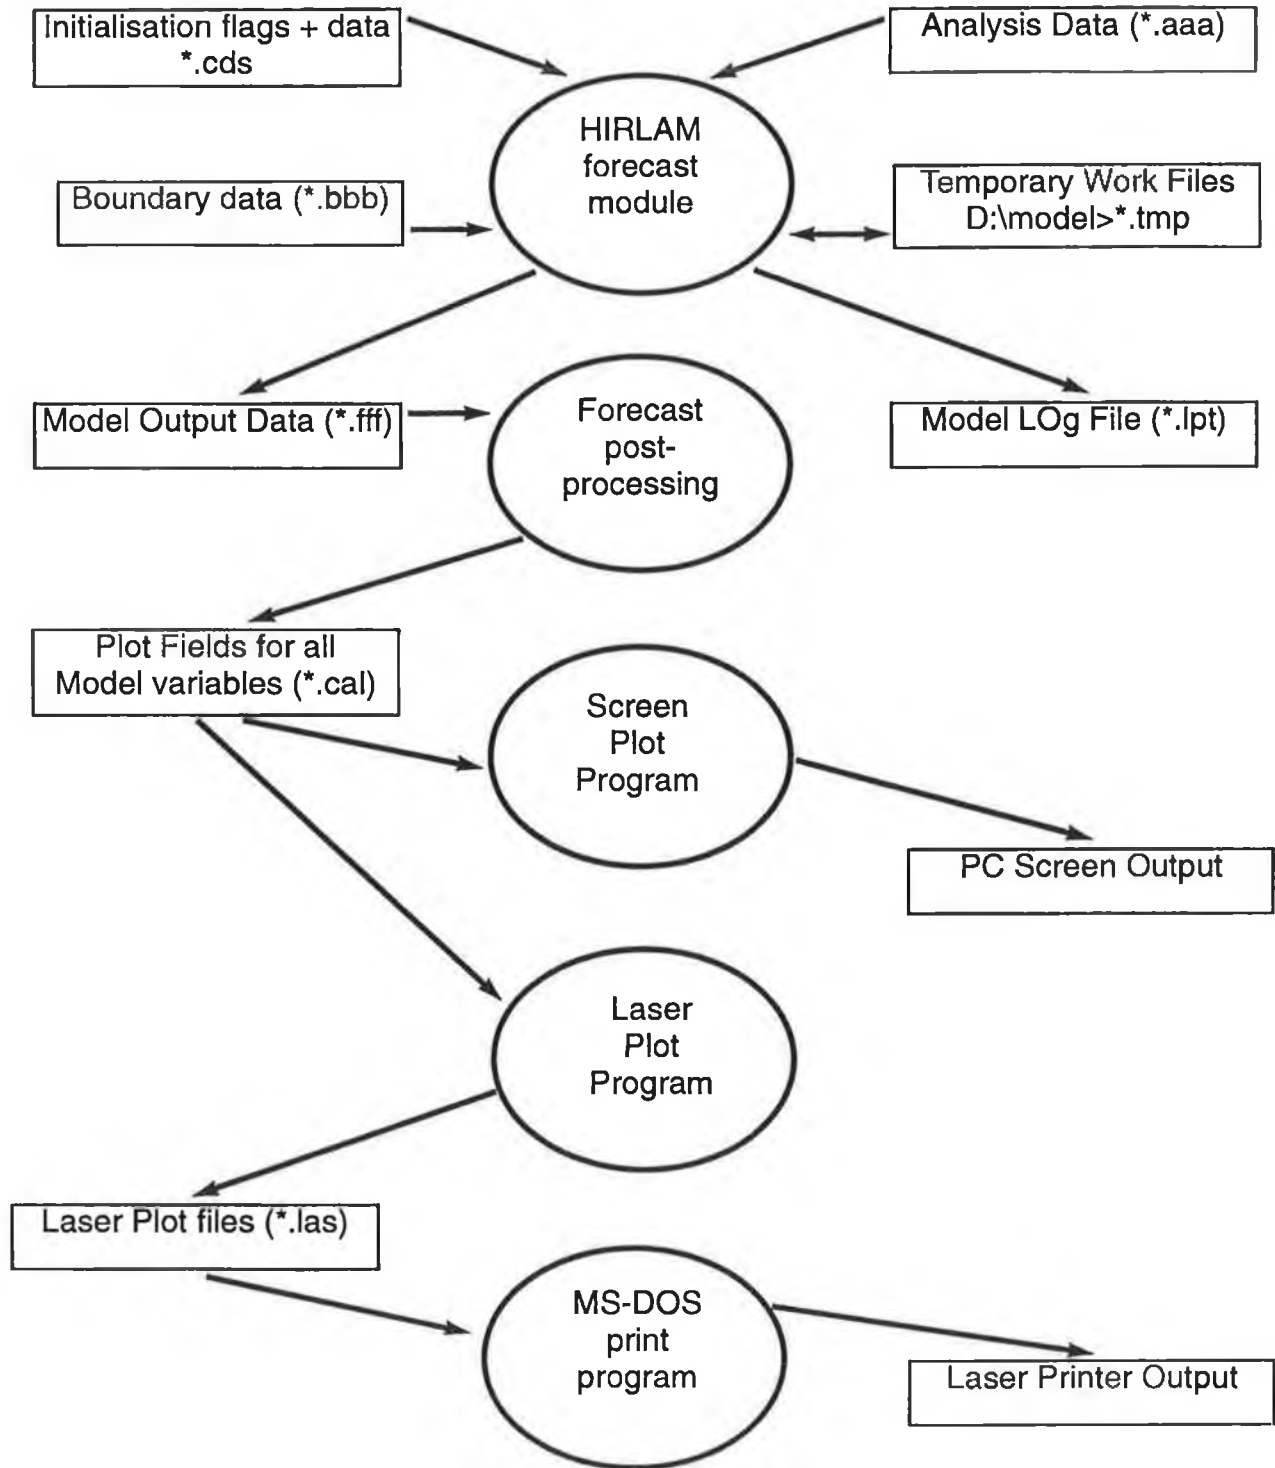 Initialisation flags + data
*.cds
Analysis Data (*.aaa)
HIRLAM
forecast
module
Boundary data (*.bbb)
Temporary Work Files
D:\model>*.tmp
Model Output Data (*.fff)
Forecast
post-
processing
Model LOg File (*.lpt)
Plot Fields for all
Model variables (*.cal)
Screen
Plot
Program
PC Screen Output
Laser
Plot
Program
Laser Plot files (*.las)
MS-DOS
print
program
Laser Printer Output